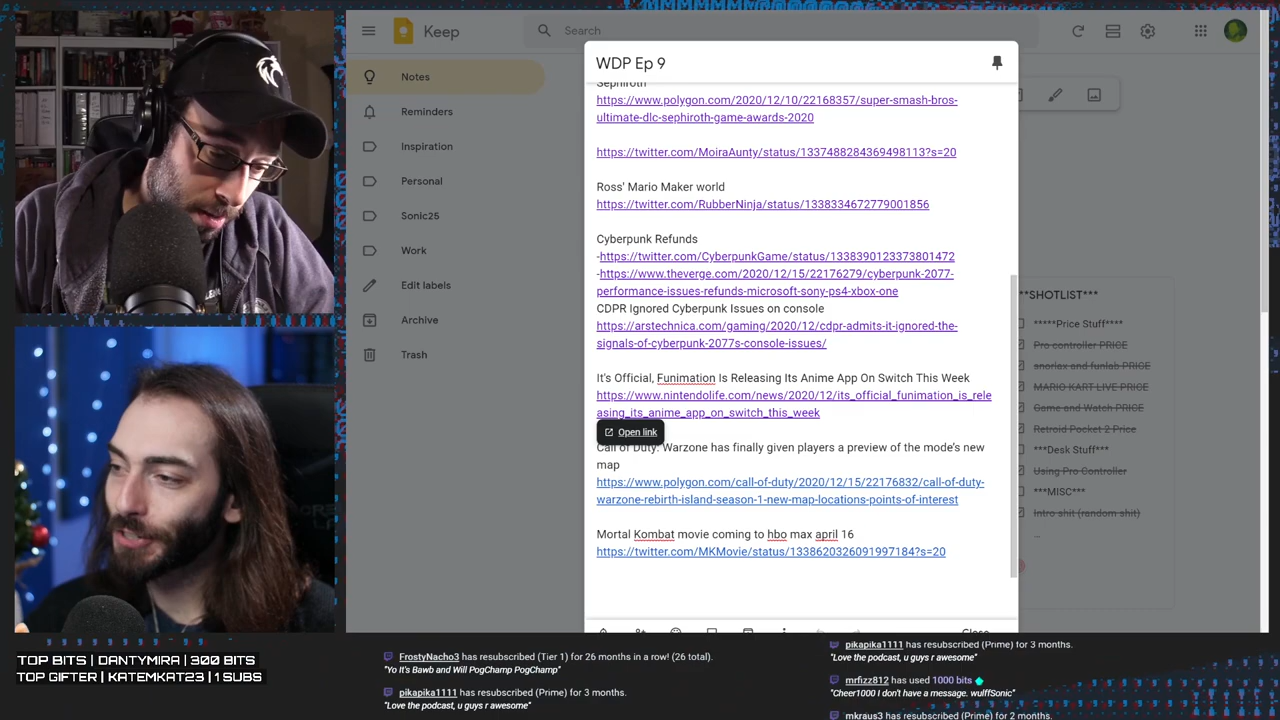 Keep
Search
Notes
Reminders
Inspiration
Personal
Sonic25
Work
Edit labels
Archive
Trash
WDP Ep 9
Sephiroth
https://www.polygon.com/2020/12/10/22168357/super-smash-bros-
ultimate-dlc-sephiroth-game-awards-2020
https://twitter.com/MoiraAunty/status/1337488284369498113?s=20
Ross' Mario Maker world
https://twitter.com/RubberNinja/status/1338334672779001856
Cyberpunk Refunds
-https://twitter.com/CyberpunkGame/status/1338390123373801472
-https://www.theverge.com/2020/12/15/22176279/cyberpunk-2077-
performance-issues-refunds-microsoft-sony-ps4-xbox-one
CDPR Ignored Cyberpunk Issues on console
https://arstechnica.com/gaming/2020/12/cdpr-admits-it-ignored-the-
signals-of-cyberpunk-2077s-console-issues/
It's Official, Funimation Is Releasing Its Anime App On Switch This Week
https://www.nintendolife.com/news/2020/12/its_official_funimation_is_rele
asing_its_anime_app_on_switch_this_week
Open link
Call of Duty: Warzone has finally given players a preview of the mode's new
map
https://www.polygon.com/call-of-duty/2020/12/15/22176832/call-of-duty-
warzone-rebirth-island-season-1-new-map-locations-points-of-interest
Mortal Kombat movie coming to hbo max april 16
https://twitter.com/MKMovie/status/1338620326091997184?s=20
Close
**SHOTLIST***
*****Price Stuff****
Pro controller PRICE
snorlax and funlab PRICE
MARIO KART LIVE PRICE
Game and Watch PRICE
Retroid Pocket 2 Price
***Desk Stuff****
Using Pro Controller
***MISC***
Intro shit (random shit)
TOP BITS | DANTYMIRA | 300 BITS
TOP GIFTER | KATEMKAT23 | 1 SUBS
FrostyNacho3 has resubscribed (Tier 1) for 26 months in a row! (26 total).
"Yo It's Bawb and Will PogChamp PogChamp"
pikapika1111 has resubscribed (Prime) for 3 months.
"Love the podcast, u guys r awesome"
pikapika1111 has resubscribed (Prime) for 3 months.
"Love the podcast, u guys r awesome"
mrfizz812 has used 1000 bits
"Cheer1000 I don't have a message. wulffSonic"
mkraus3 has resubscribed (Prime) for 2 months.